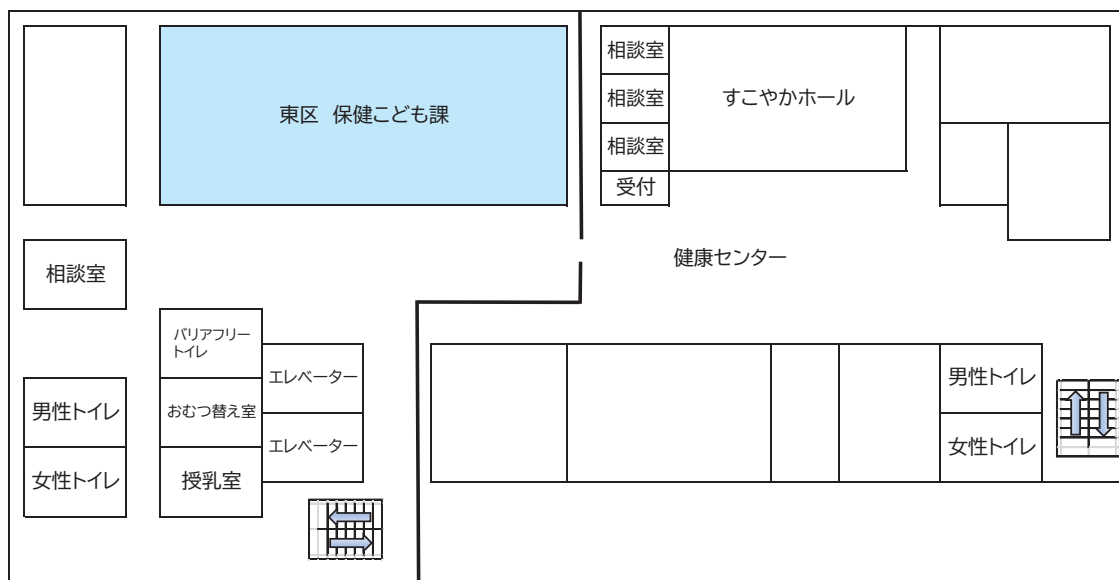 東区 保健こども課
相談室
相談室
相談室
受付
すこやかホール
健康センター
相談室
バリアフリー
トイレ
エレベーター
おむつ替え室
エレベーター
授乳室
男性トイレ
女性トイレ
男性トイレ
女性トイレ